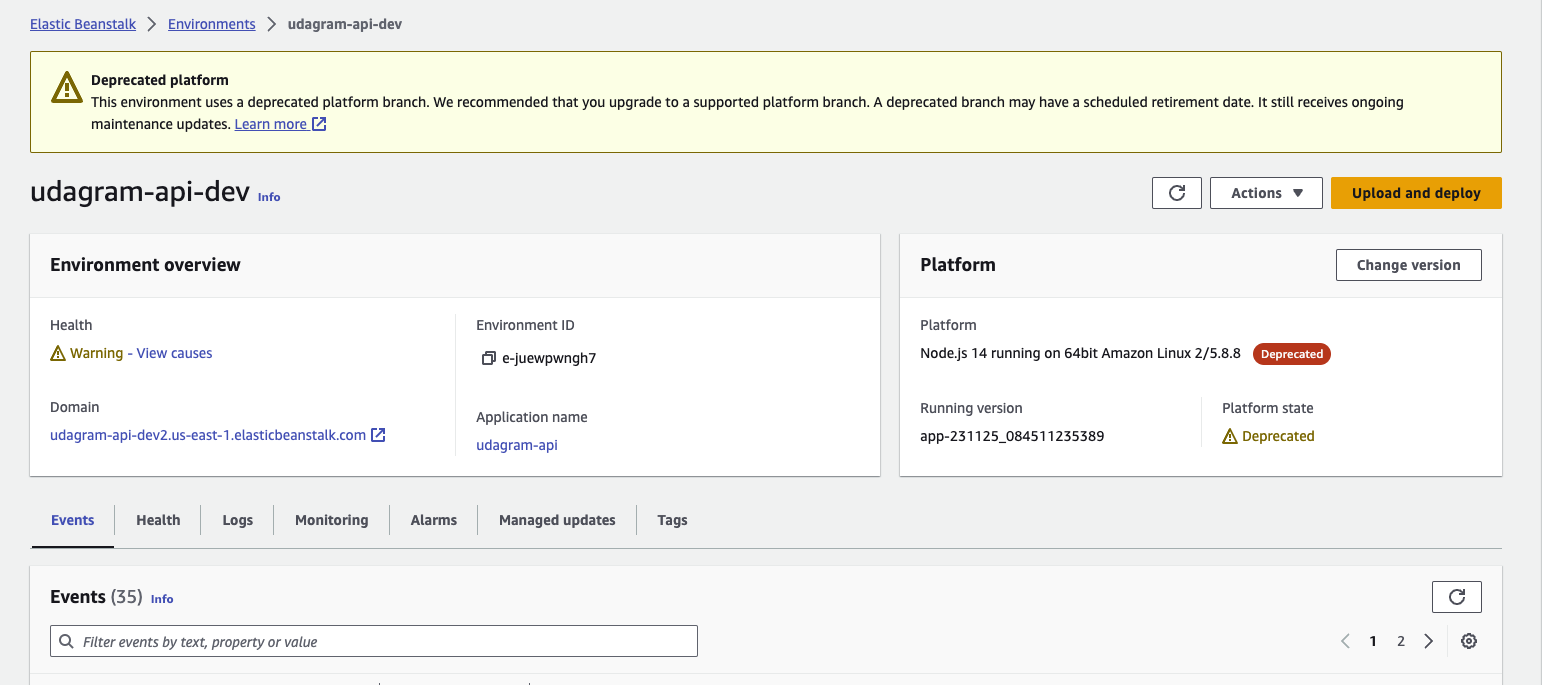 Elastic Beanstalk > Environments > udagram-api-dev
Deprecated platform
This environment uses a deprecated platform branch. We recommended that you upgrade to a supported platform branch. A deprecated branch may have a scheduled retirement date. It still receives ongoing
maintenance updates. Learn more
udagram-api-dev Info
Actions
Upload and deploy
Environment overview
Health
Warning - View causes
Domain
udagram-api-dev2.us-east-1.elasticbeanstalk.com
Environment ID
e-juewpwngh7
Application name
udagram-api
Platform
Change version
Platform
Node.js 14 running on 64bit Amazon Linux 2/5.8.8 Deprecated
Running version
app-231125_084511235389
Platform state
Deprecated
Events Health Logs Monitoring Alarms Managed updates Tags
Events (35) Info
Filter events by text, property or value
1 2